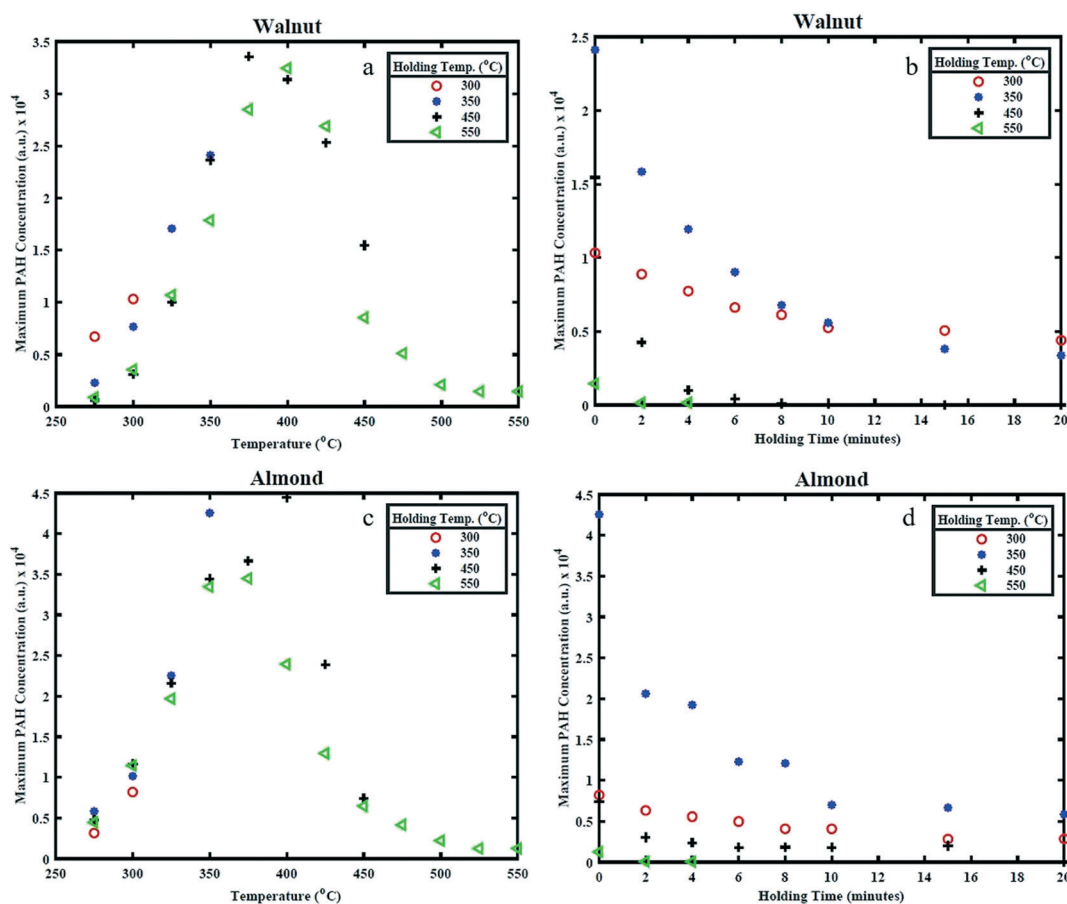 Walnut
3.5
3
2.5
2
1.5
1
0.5
0
250 300 350 400 450 500 550
Maximum PAH Concentration (a.u.) x 10⁴
Temperature (°C)
a
Holding Temp. (°C)
300
350
450
550
Walnut
2.5
2
1.5
1
0.5
0
0 2 4 6 8 10 12 14 16 18 20
Maximum PAH Concentration (a.u.) x 10⁴
Holding Time (minutes)
b
Holding Temp. (°C)
300
350
450
550
Almond
4.5
4
3.5
3
2.5
2
1.5
1
0.5
0
250 300 350 400 450 500 550
Maximum PAH Concentration (a.u.) x 10⁴
Temperature (°C)
c
Holding Temp. (°C)
300
350
450
550
Almond
4.5
4
3.5
3
2.5
2
1.5
1
0.5
0
0 2 4 6 8 10 12 14 16 18 20
Maximum PAH Concentration (a.u.) x 10⁴
Holding Time (minutes)
d
Holding Temp. (°C)
300
350
450
550